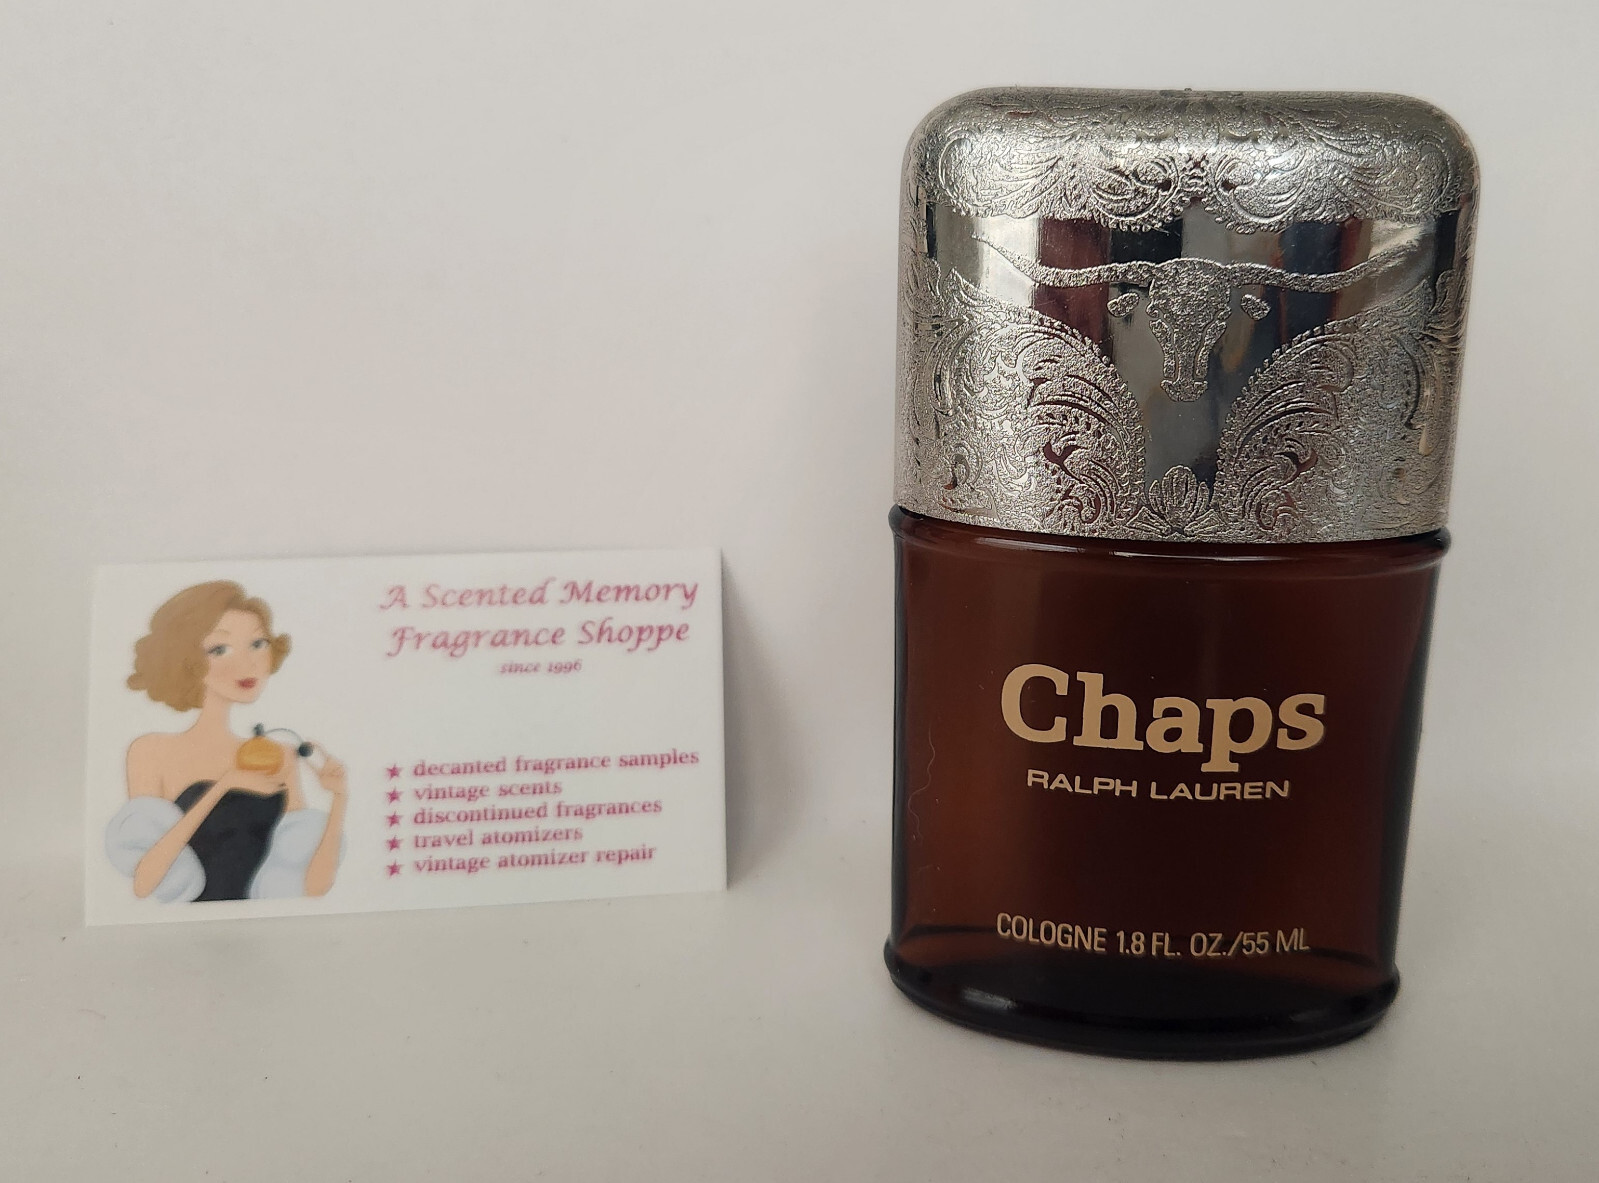 A Scented Memory
Fragrance Shoppe
since 1996
★ decanted fragrance samples
★ vintage scents
★ discontinued fragrances
★ travel atomizers
★ vintage atomizer repair
Chaps
RALPH LAUREN
COLOGNE 1.8 FL. OZ./55 ML